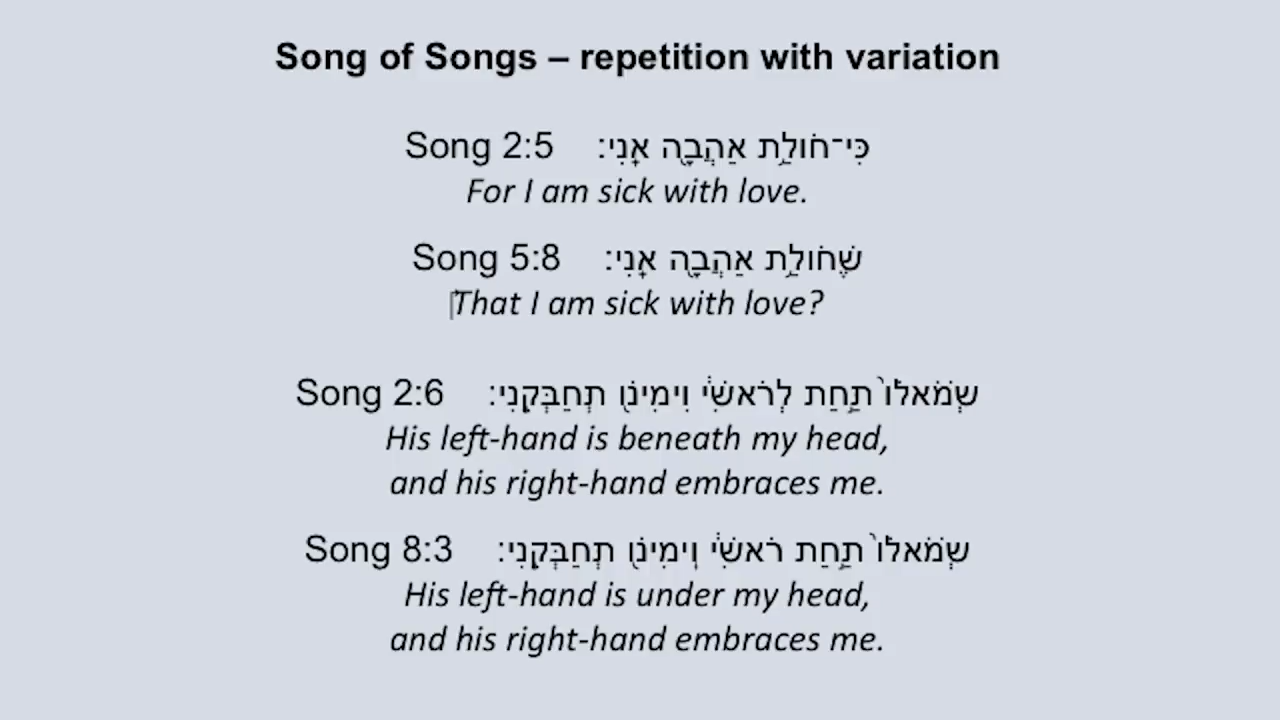 Song of Songs – repetition with variation
Song 2:5 כִּי־חוֹלַ֥ת אַהֲבָ֖ה אָֽנִי׃
For I am sick with love.
Song 5:8 שֶׁחוֹלַ֥ת אַהֲבָ֖ה אָֽנִי׃
That I am sick with love?
Song 2:6 שְׂמֹאלוֹ֙ תַּ֣חַת לְרֹאשִׁ֔י וִימִינ֖וֹ תְּחַבְּקֵֽנִי׃
His left-hand is beneath my head,
and his right-hand embraces me.
Song 8:3 שְׂמֹאלוֹ֙ תַּ֣חַת רֹאשִׁ֔י וִֽימִינ֖וֹ תְּחַבְּקֵֽנִי׃
His left-hand is under my head,
and his right-hand embraces me.